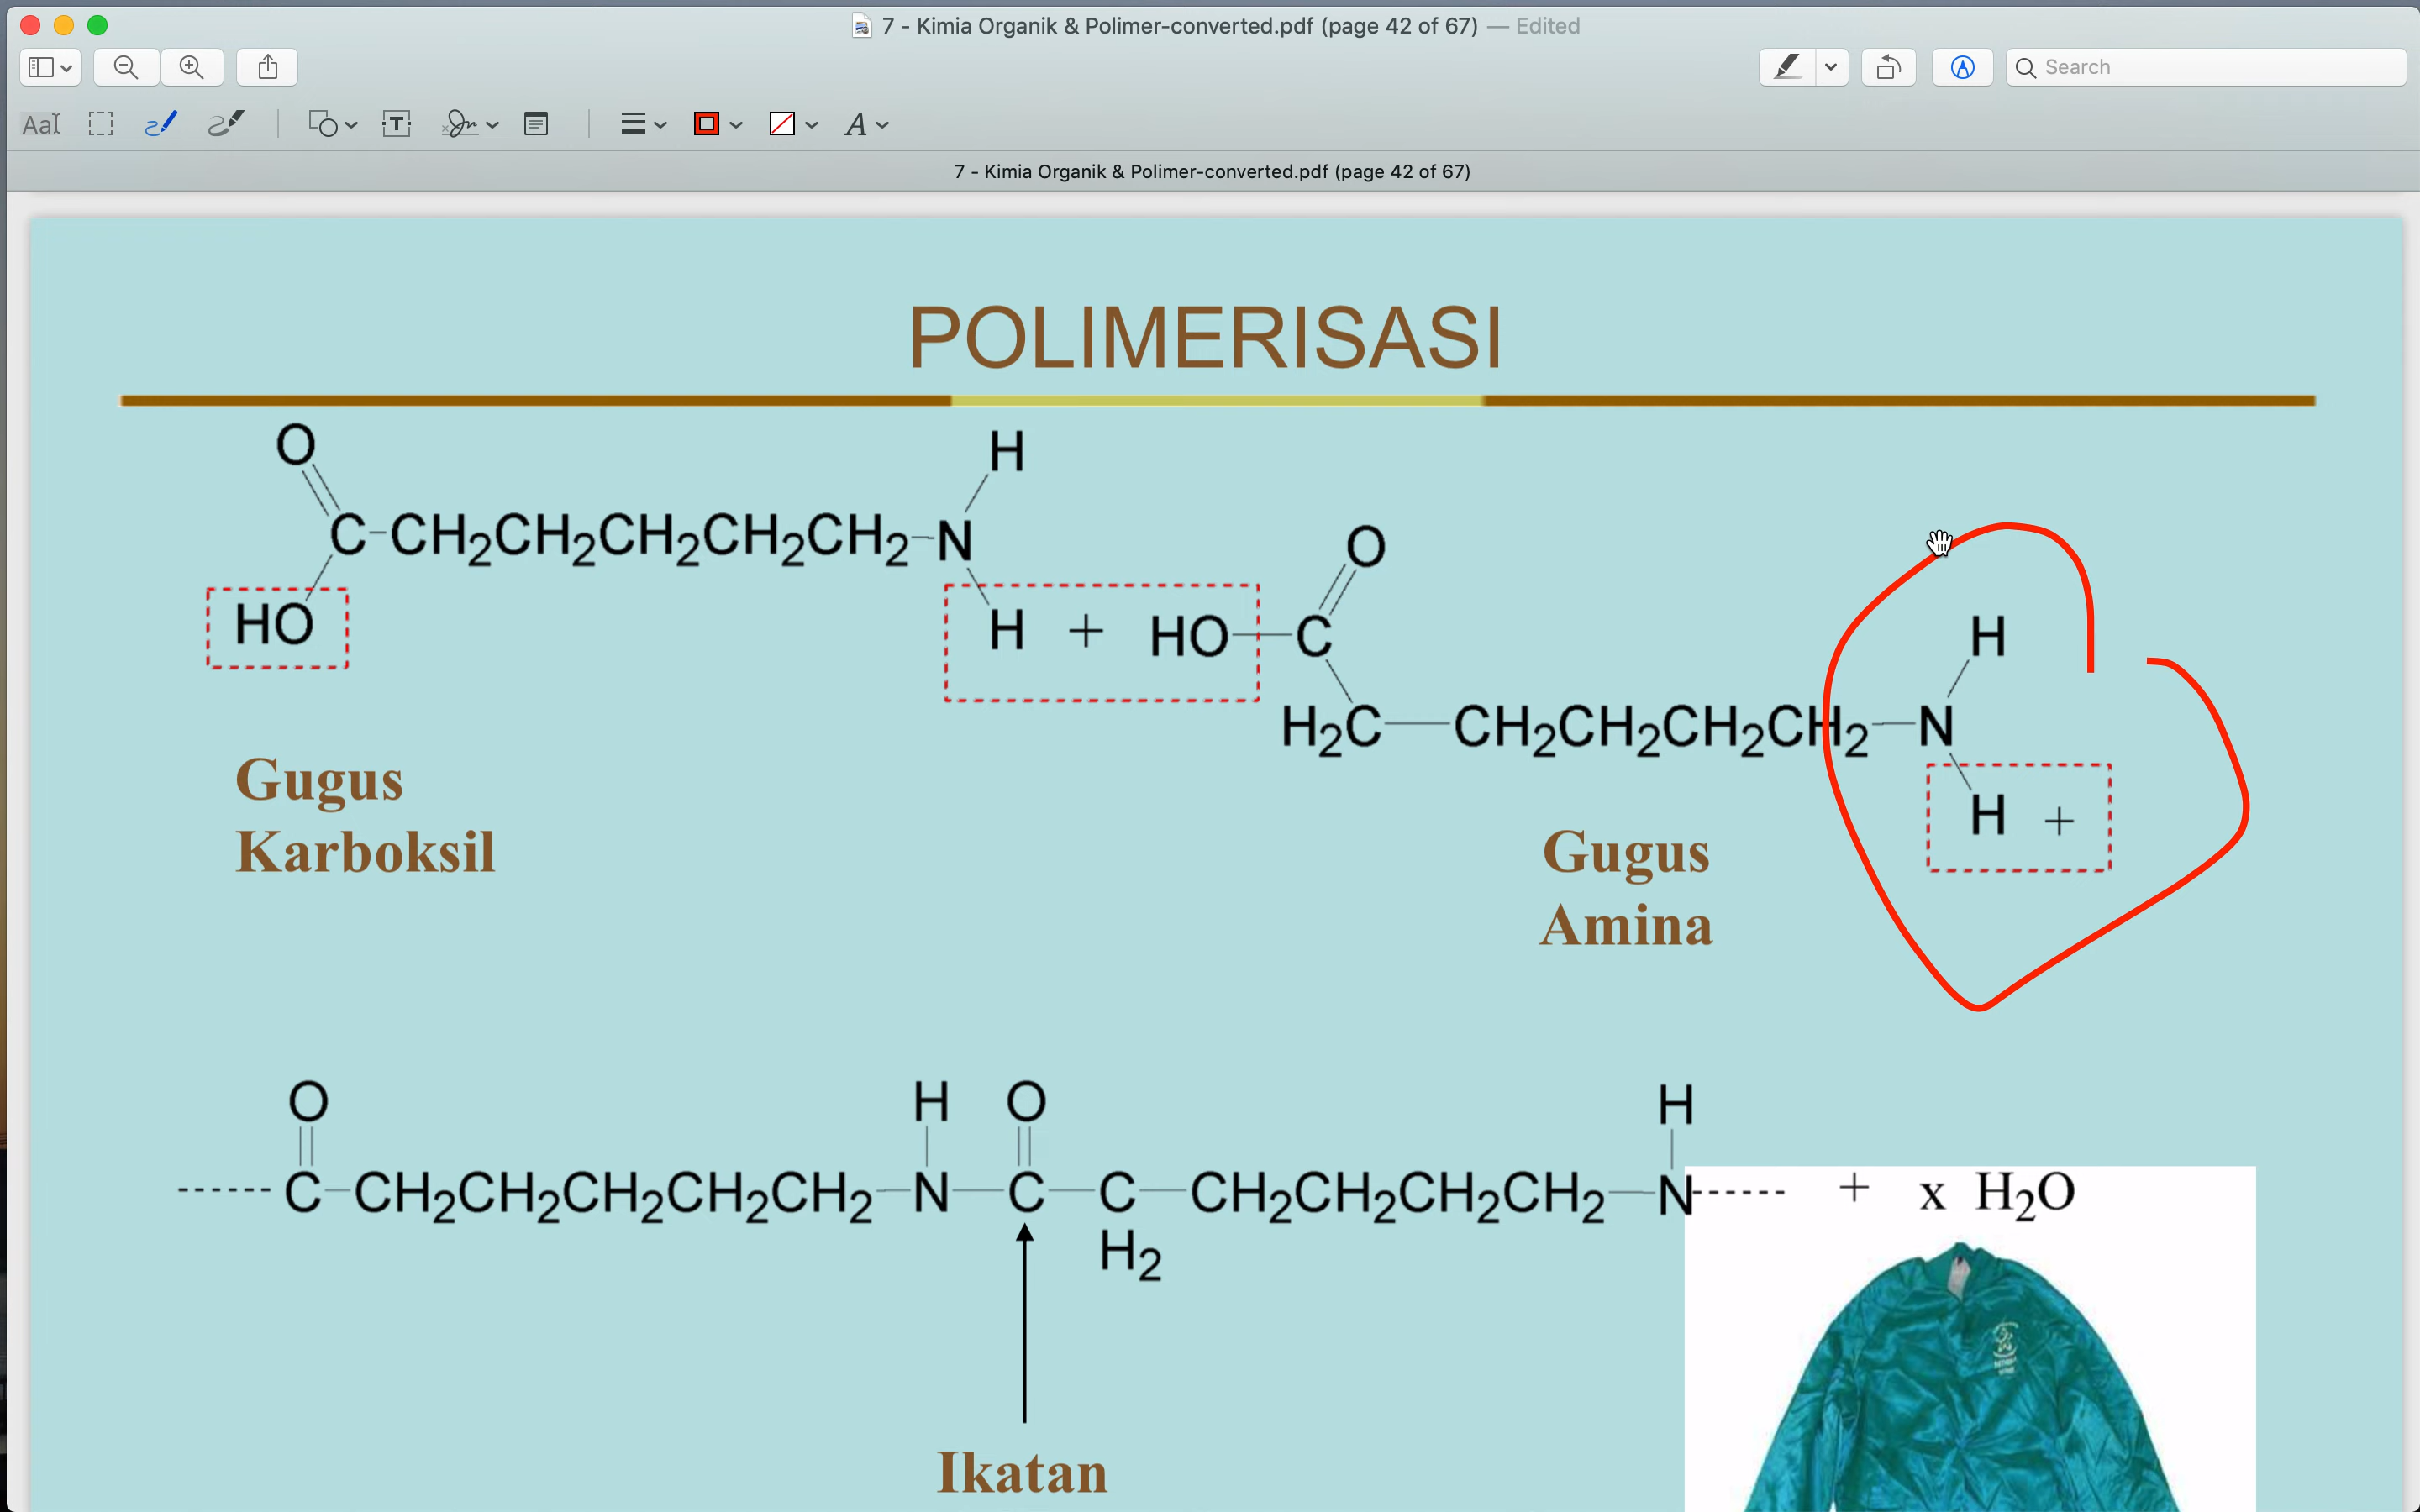 7 - Kimia Organik & Polimer-converted.pdf (page 42 of 67) — Edited
Search
AaI
T
A
7 - Kimia Organik & Polimer-converted.pdf (page 42 of 67)
POLIMERISASI
O
H
C-CH2CH2CH2CH2CH2-N
O
HO
H + HO-C
H
H2C-CH2CH2CH2CH2-N
H +
Gugus
Karboksil
Gugus
Amina
O H O H
------C-CH2CH2CH2CH2CH2-N-C-C-CH2CH2CH2CH2-N------ + x H2O
H2
Ikatan